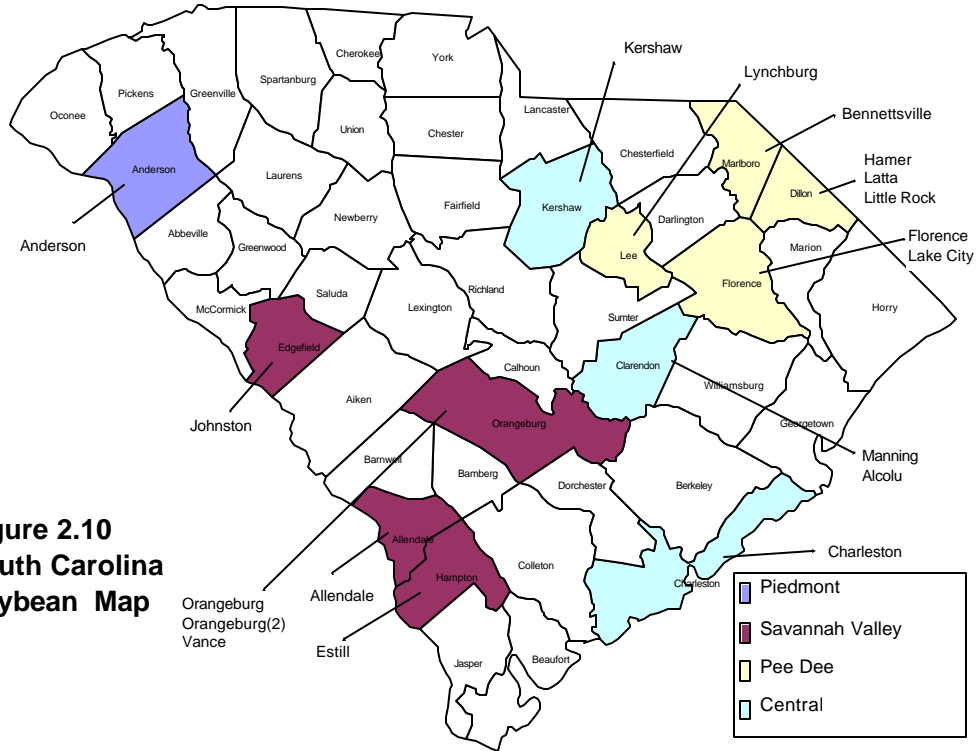 Cherokee
York
Kershaw
Spartanburg
Pickens
Greenville
Lynchburg
Lancaster
Oconee
Union
Chester
Bennettsville
Chesterfield
Marlboro
Hamer
Latta
Little Rock
Anderson
Laurens
Dillon
Fairfield
Kershaw
Darlington
Newberry
Abbeville
Greenwood
Anderson
Lee
Marion
Florence
Lake City
Florence
Saluda
Richland
McCormick
Lexington
Sumter
Horry
Edgefield
Calhoun
Clarendon
Williamsburg
Aiken
Johnston
Orangeburg
Georgetown
Barnwell
Bamberg
Manning
Alcolu
Dorchester
Berkeley
gure 2.10
uth Carolina
ybean Map
Allendale
Hampton
Colleton
Charleston
Charleston
Orangeburg
Orangeburg(2)
Vance
Allendale
Estill
Jasper
Beaufort
Piedmont
Savannah Valley
Pee Dee
Central